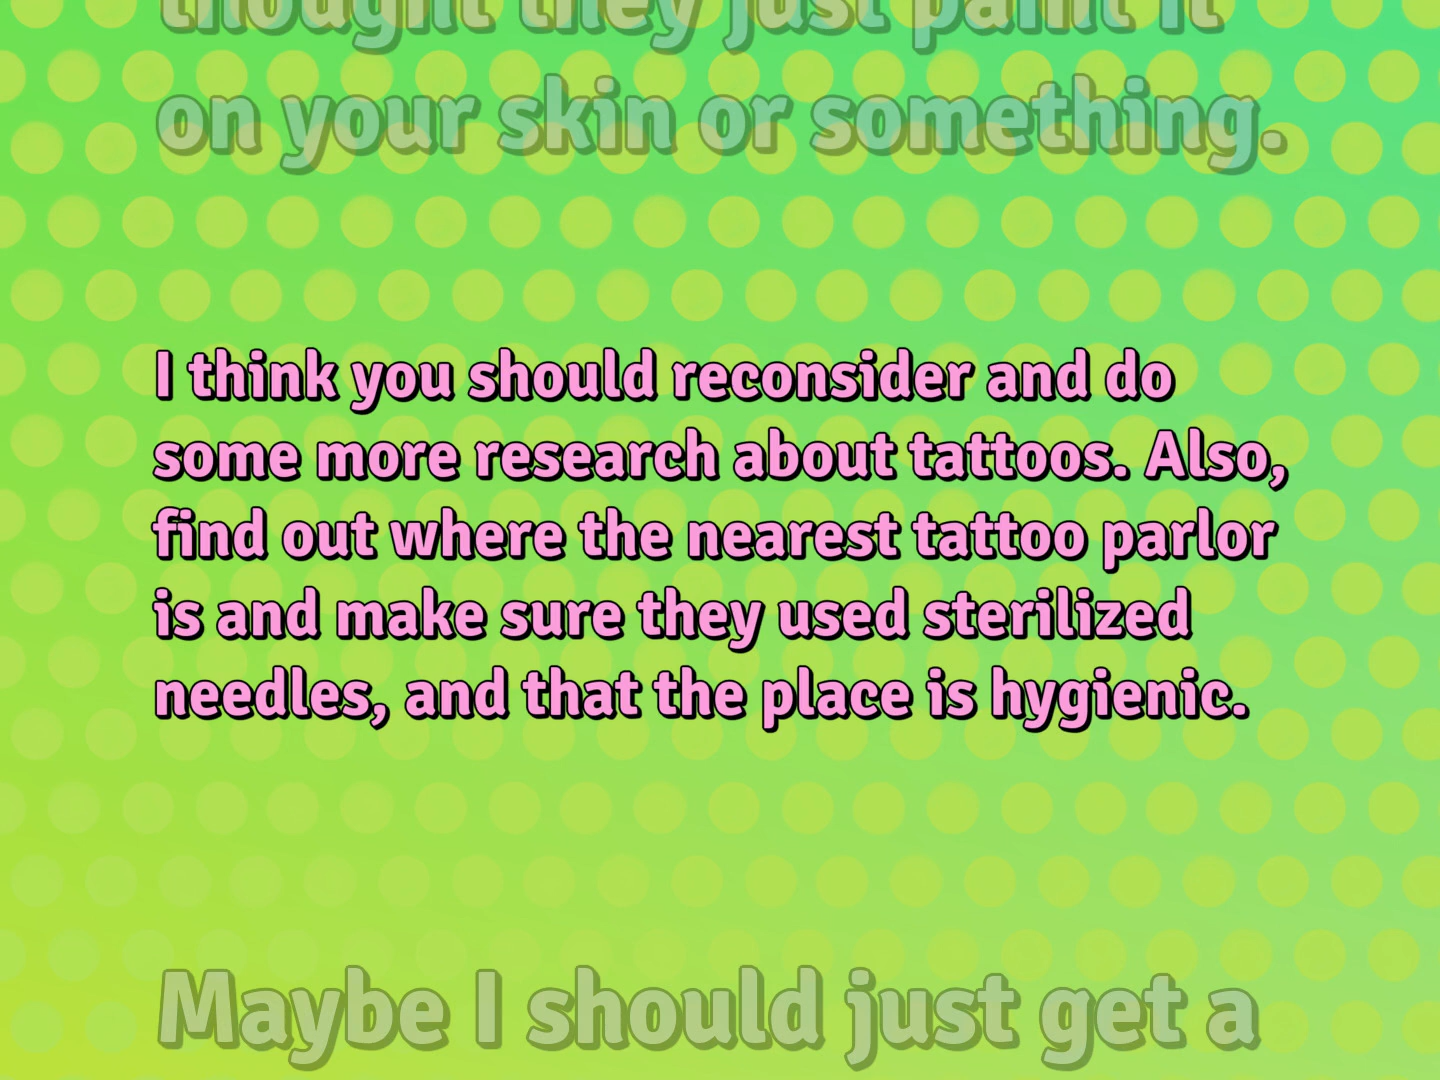 thought they just paint it
on your skin or something.
I think you should reconsider and do
some more research about tattoos. Also,
find out where the nearest tattoo parlor
is and make sure they used sterilized
needles, and that the place is hygienic.
Maybe I should just get a